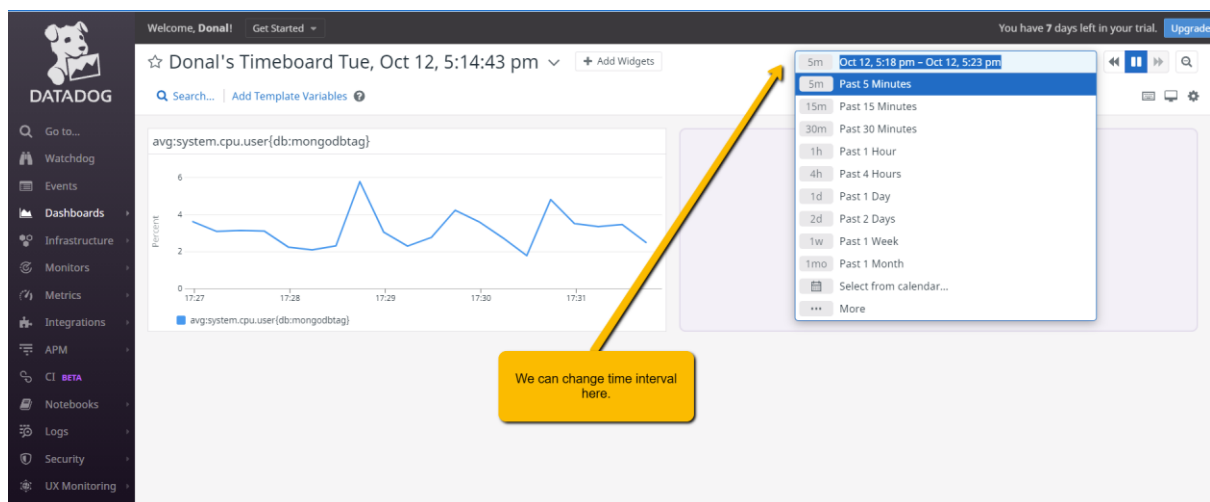 Welcome, Donal!
Get Started
You have 7 days left in your trial.
Upgrade
DATADOG
Go to...
Watchdog
Events
Dashboards
Infrastructure
Monitors
Metrics
Integrations
APM
CI BETA
Notebooks
Logs
Security
UX Monitoring
Donal's Timeboard Tue, Oct 12, 5:14:43 pm
+ Add Widgets
Search...
Add Template Variables
5m Oct 12, 5:18 pm – Oct 12, 5:23 pm
5m Past 5 Minutes
15m Past 15 Minutes
30m Past 30 Minutes
1h Past 1 Hour
4h Past 4 Hours
1d Past 1 Day
2d Past 2 Days
1w Past 1 Week
1mo Past 1 Month
Select from calendar...
... More
avg:system.cpu.user{db:mongodbtag}
Percent
6
4
2
0
17:27 17:28 17:29 17:30 17:31
avg:system.cpu.user{db:mongodbtag}
We can change time interval
here.